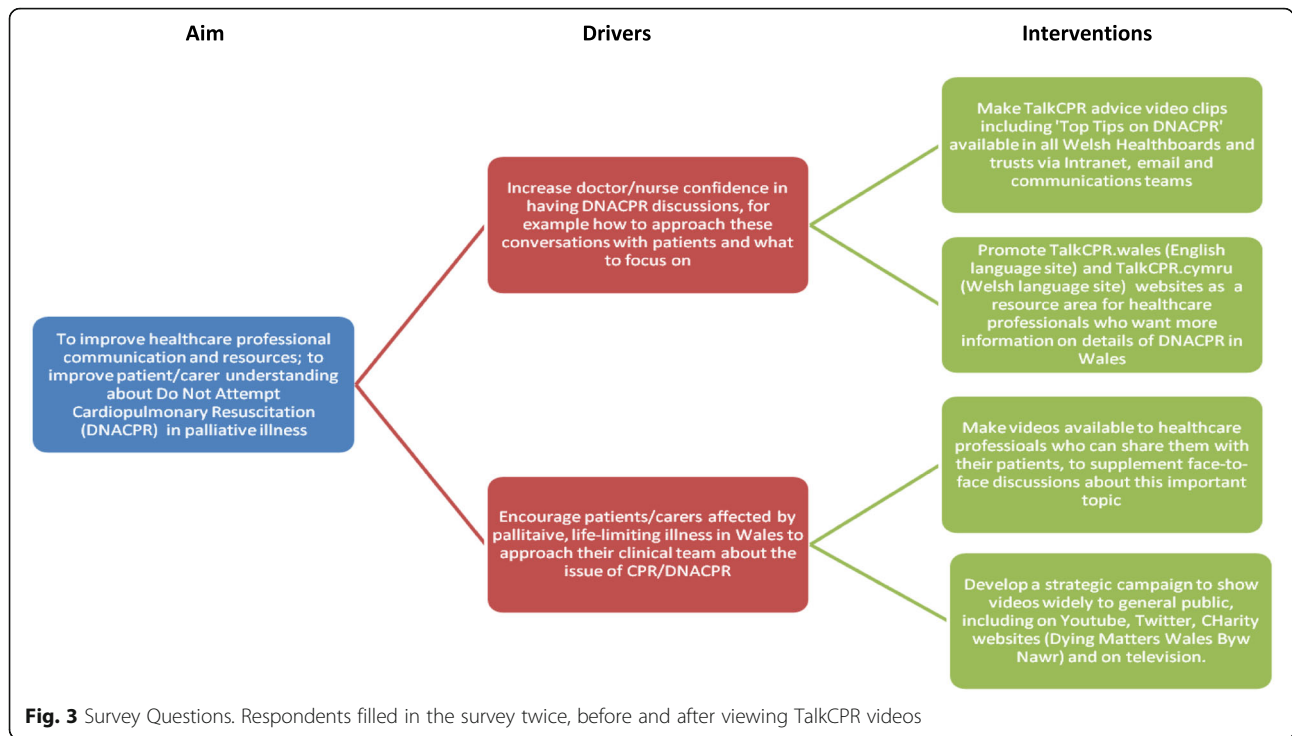 Aim
Drivers
Interventions
To improve healthcare professional
communication and resources; to
improve patient/carer understanding
about Do Not Attempt
Cardiopulmonary Resuscitation
(DNACPR) in palliative illness
Increase doctor/nurse confidence in
having DNACPR discussions, for
example how to approach these
conversations with patients and what
to focus on
Encourage patients/carers affected by
pallitaive, life-limiting illness in Wales to
approach their clinical team about the
issue of CPR/DNACPR
Make TalkCPR advice video clips
including 'Top Tips on DNACPR'
available in all Welsh Healthboards and
trusts via Intranet, email and
communications teams
Promote TalkCPR.wales (English
language site) and TalkCPR.cymru
(Welsh language site) websites as a
resource area for healthcare
professionals who want more
information on details of DNACPR in
Wales
Make videos available to healthcare
professioals who can share them with
their patients, to supplement face-to-
face discussions about this important
topic
Develop a strategic campaign to show
videos widely to general public,
including on Youtube, Twitter, CHarity
websites (Dying Matters Wales Byw
Nawr) and on television.
Fig. 3 Survey Questions. Respondents filled in the survey twice, before and after viewing TalkCPR videos